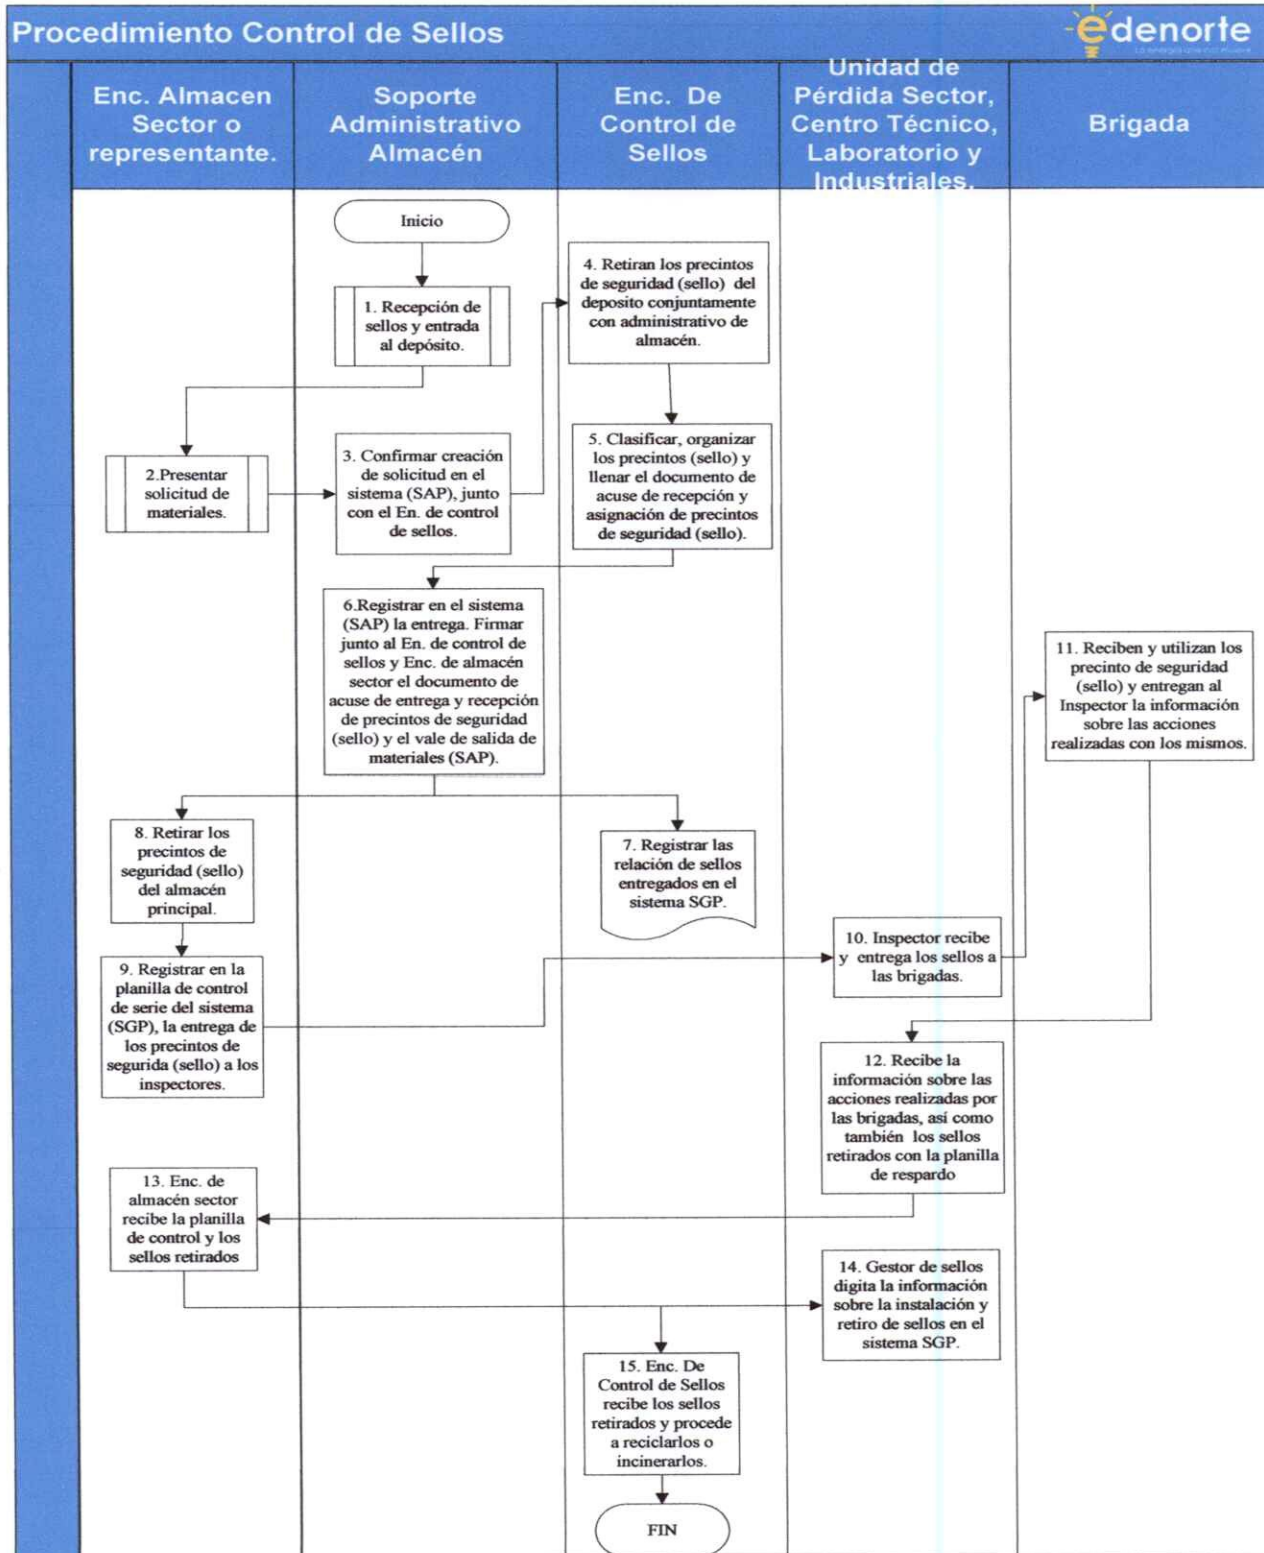 Procedimiento Control de Sellos
edenorte
Enc. Almacen
Sector o
representante.
Soporte
Administrativo
Almacén
Enc. De
Control de
Sellos
Unidad de
Pérdida Sector,
Centro Técnico,
Laboratorio y
Industriales.
Brigada
Inicio
1. Recepción de
sellos y entrada
al depósito.
2.Presentar
solicitud de
materiales.
3. Confirmar creación
de solicitud en el
sistema (SAP), junto
con el En. de control
de sellos.
4. Retiran los precintos
de seguridad (sello) del
deposito conjuntamente
con administrativo de
almacén.
5. Clasificar, organizar
los precintos (sello) y
llenar el documento de
acuse de recepción y
asignación de precintos
de seguridad (sello).
6.Registrar en el sistema
(SAP) la entrega. Firmar
junto al En. de control de
sellos y Enc. de almacén
sector el documento de
acuse de entrega y recepción
de precintos de seguridad
(sello) y el vale de salida de
materiales (SAP).
7. Registrar las
relación de sellos
entregados en el
sistema SGP.
8. Retirar los
precintos de
seguridad (sello)
del almacén
principal.
9. Registrar en la
planilla de control
de serie del sistema
(SGP), la entrega de
los precintos de
segurida (sello) a los
inspectores.
10. Inspector recibe
y entrega los sellos a
las brigadas.
11. Reciben y utilizan los
precinto de seguridad
(sello) y entregan al
Inspector la información
sobre las acciones
realizadas con los mismos.
12. Recibe la
información sobre las
acciones realizadas por
las brigadas, así como
también los sellos
retirados con la planilla
de respardo
13. Enc. de
almacén sector
recibe la planilla
de control y los
sellos retirados
14. Gestor de sellos
digita la información
sobre la instalación y
retiro de sellos en el
sistema SGP.
15. Enc. De
Control de Sellos
recibe los sellos
retirados y procede
a reciclarlos o
incinerarlos.
FIN